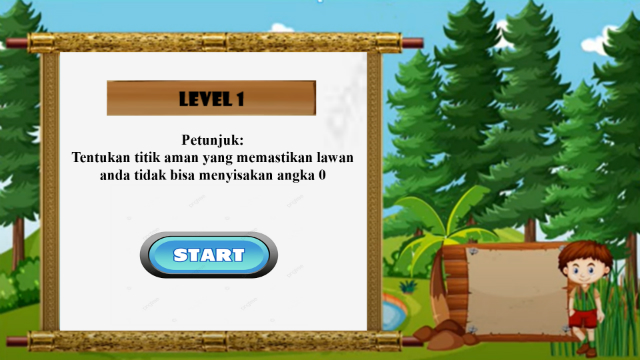 LEVEL 1
Petunjuk:
Tentukan titik aman yang memastikan lawan
anda tidak bisa menyisakan angka 0
START